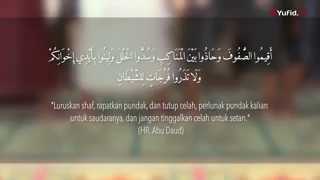 Yufid.
أَقِيمُوا الصُّفُوفَ وَحَاذُوا بَيْنَ الْمَنَاكِبِ وَسُدُّوا الْخَلَلَ وَلِينُوا بِأَيْدِي إِخْوَانِكُمْ
وَلَا تَذَرُوا فُرُجَاتٍ لِلشَّيْطَانِ
"Luruskan shaf, rapatkan pundak, dan tutup celah, perlunak pundak kalian
untuk saudaranya, dan jangan tinggalkan celah untuk setan."
(HR. Abu Daud)